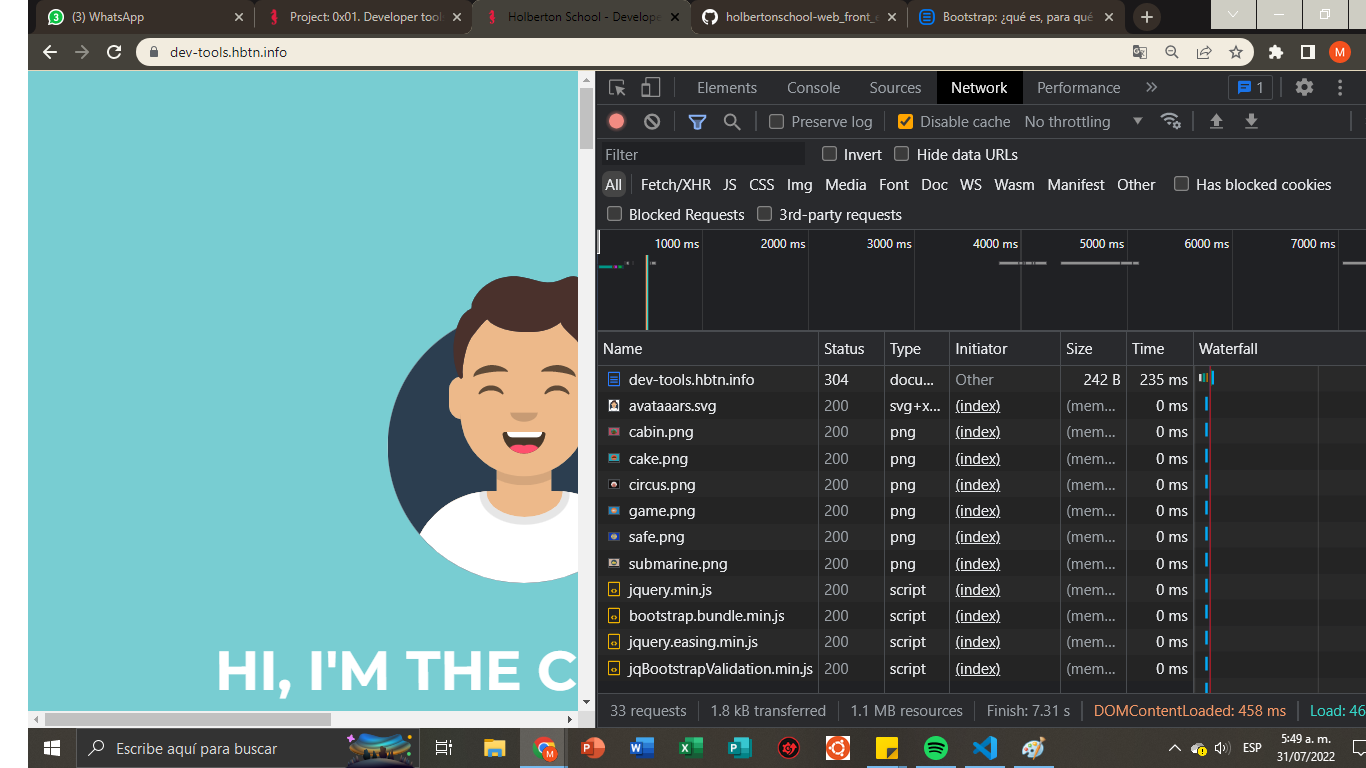 (3) WhatsApp
Project: 0x01. Developer tool
Holberton School - Develope
holbertonschool-web_front_e
Bootstrap: ¿qué es, para qué
dev-tools.hbtn.info
M
Elements Console Sources Network Performance 1
Preserve log Disable cache No throttling
Filter Invert Hide data URLs
All Fetch/XHR JS CSS Img Media Font Doc WS Wasm Manifest Other Has blocked cookies
Blocked Requests 3rd-party requests
1000 ms 2000 ms 3000 ms 4000 ms 5000 ms 6000 ms 7000 ms
Name Status Type Initiator Size Time Waterfall
dev-tools.hbtn.info 304 docu... Other 242 B 235 ms
avataaars.svg 200 svg+x... (index) (mem... 0 ms
cabin.png 200 png (index) (mem... 0 ms
cake.png 200 png (index) (mem... 0 ms
circus.png 200 png (index) (mem... 0 ms
game.png 200 png (index) (mem... 0 ms
safe.png 200 png (index) (mem... 0 ms
submarine.png 200 png (index) (mem... 0 ms
jquery.min.js 200 script (index) (mem... 0 ms
bootstrap.bundle.min.js 200 script (index) (mem... 0 ms
jquery.easing.min.js 200 script (index) (mem... 0 ms
jqBootstrapValidation.min.js 200 script (index) (mem... 0 ms
33 requests 1.8 kB transferred 1.1 MB resources Finish: 7.31 s DOMContentLoaded: 458 ms Load: 46
HI, I'M THE C
Escribe aquí para buscar
ESP
5:49 a. m.
31/07/2022